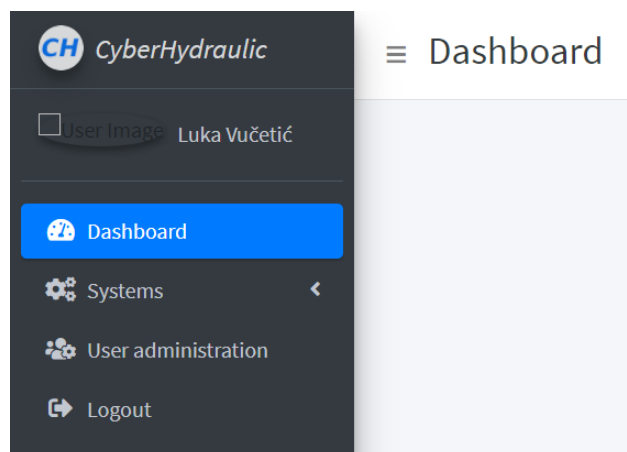 CH CyberHydraulic
Dashboard
User Image
Luka Vučetić
Dashboard
Systems
User administration
Logout